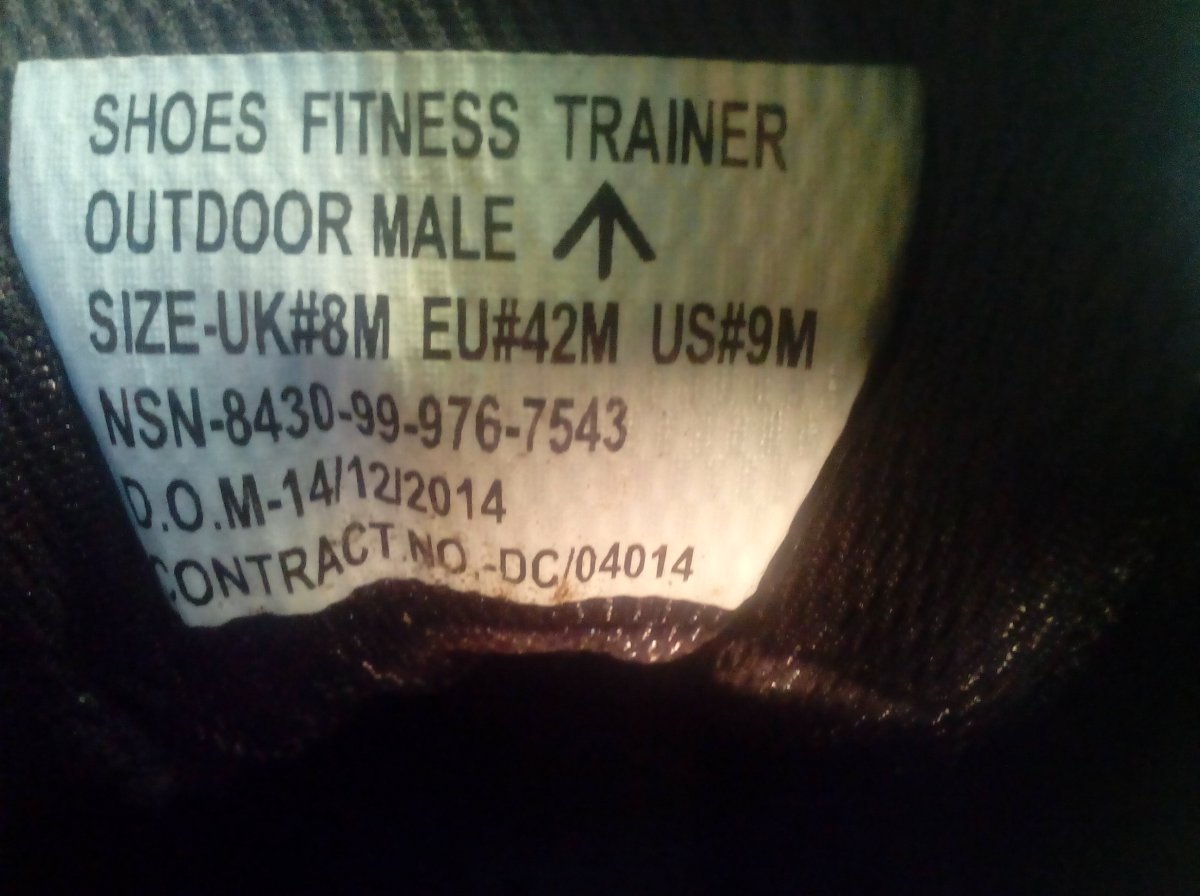 SHOES FITNESS TRAINER
OUTDOOR MALE ↑
SIZE-UK#8M EU#42M US#9M
NSN-8430-99-976-7543
D.O.M-14/12/2014
CONTRACT.NO.-DC/04014